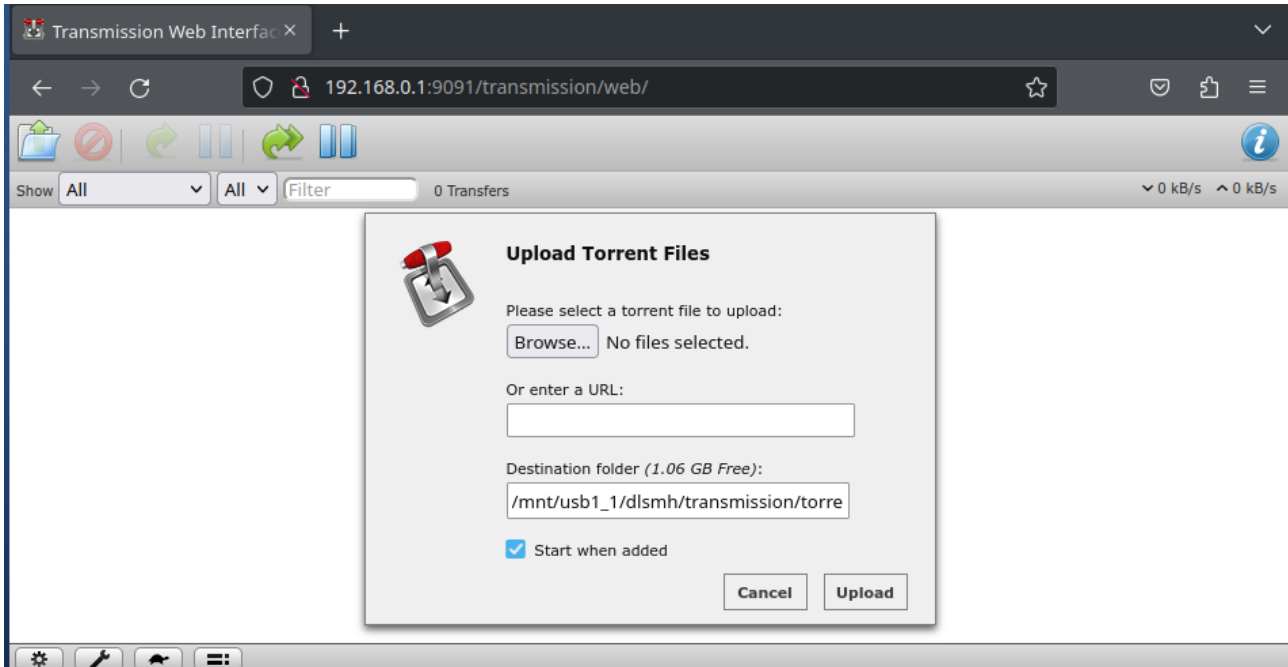 Transmission Web Interfac
192.168.0.1:9091/transmission/web/
Show All All Filter 0 Transfers 0 kB/s 0 kB/s
Upload Torrent Files
Please select a torrent file to upload:
Browse... No files selected.
Or enter a URL:
Destination folder (1.06 GB Free):
/mnt/usb1_1/dlsmh/transmission/torre
Start when added
Cancel Upload